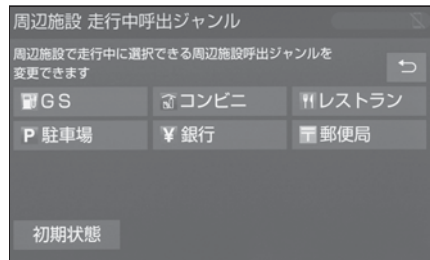 周辺施設 走行中呼出ジャンル
周辺施設で走行中に選択できる周辺施設呼出ジャンルを
変更できます
GS コンビニ レストラン
P 駐車場 ¥ 銀行 〒郵便局
初期状態